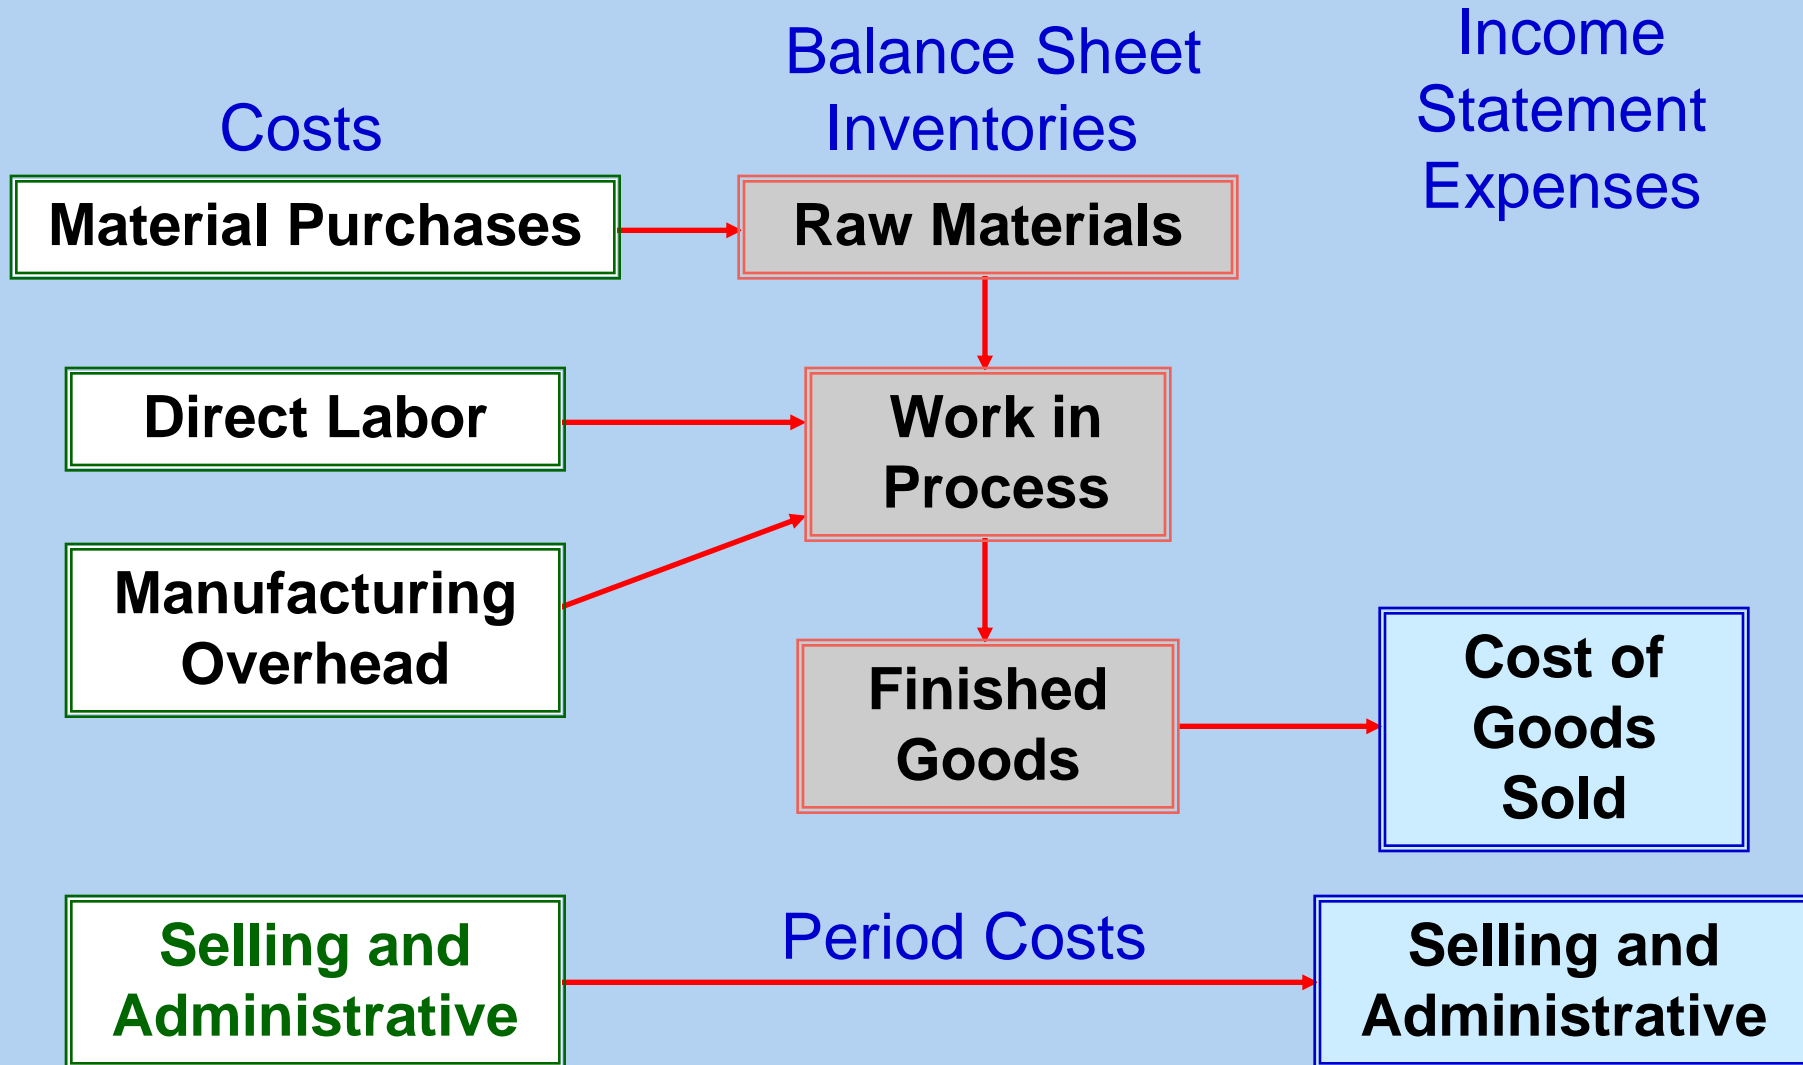 Costs
Balance Sheet
Inventories
Income
Statement
Expenses
Material Purchases
Raw Materials
Direct Labor
Work in
Process
Manufacturing
Overhead
Finished
Goods
Cost of
Goods
Sold
Selling and
Administrative
Period Costs
Selling and
Administrative